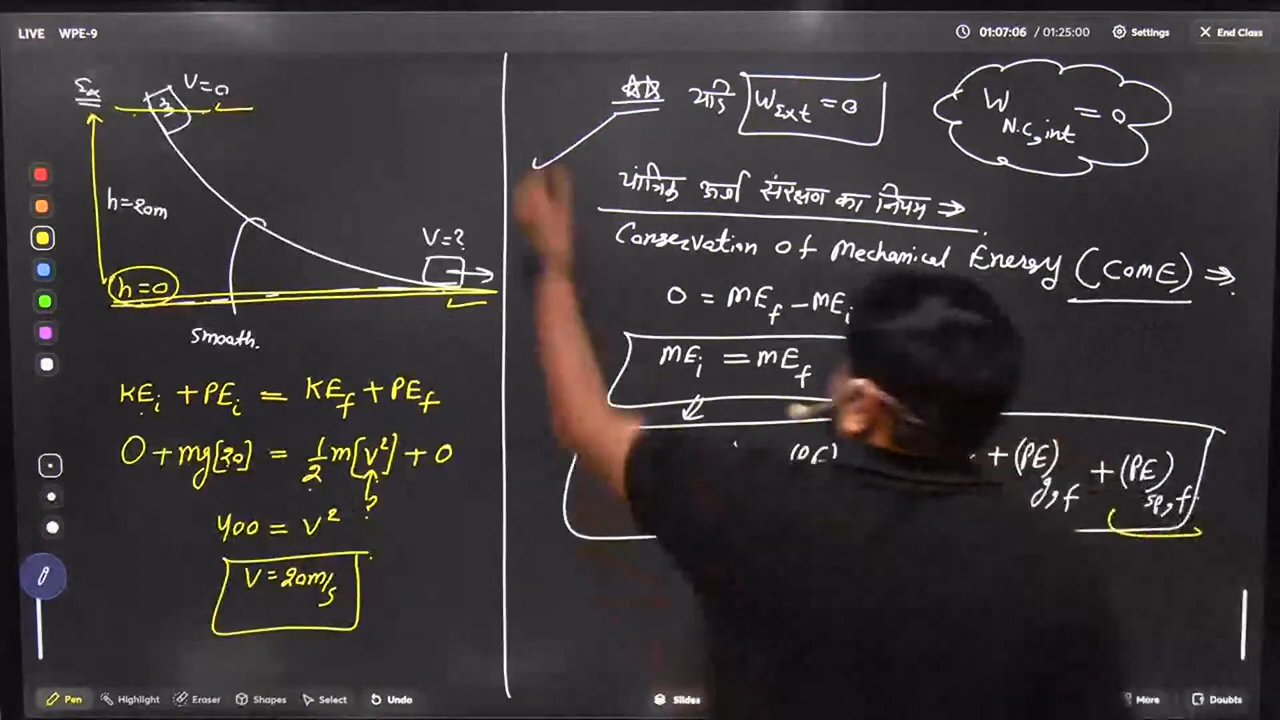 LIVE WPE-9
01:07:06 / 01:25:00 Settings End Class
Ex
V=0
h=20m
V=?
h=0
Smooth.
KEi + PEi = KEf + PEf
0 + mg[20] = 1/2 m[v²] + 0
?
400 = v²
V = 20m/s
यदि WExt = 0
WN.C, int = 0
यांत्रिक ऊर्जा संरक्षण का नियम ⇒
Conservation Of Mechanical Energy (COME) ⇒
0 = MEf - MEi
MEi = MEf
+ (PE)g,f + (PE)sp,f
Pen Highlight Eraser Shapes Select Undo Slides More Doubts